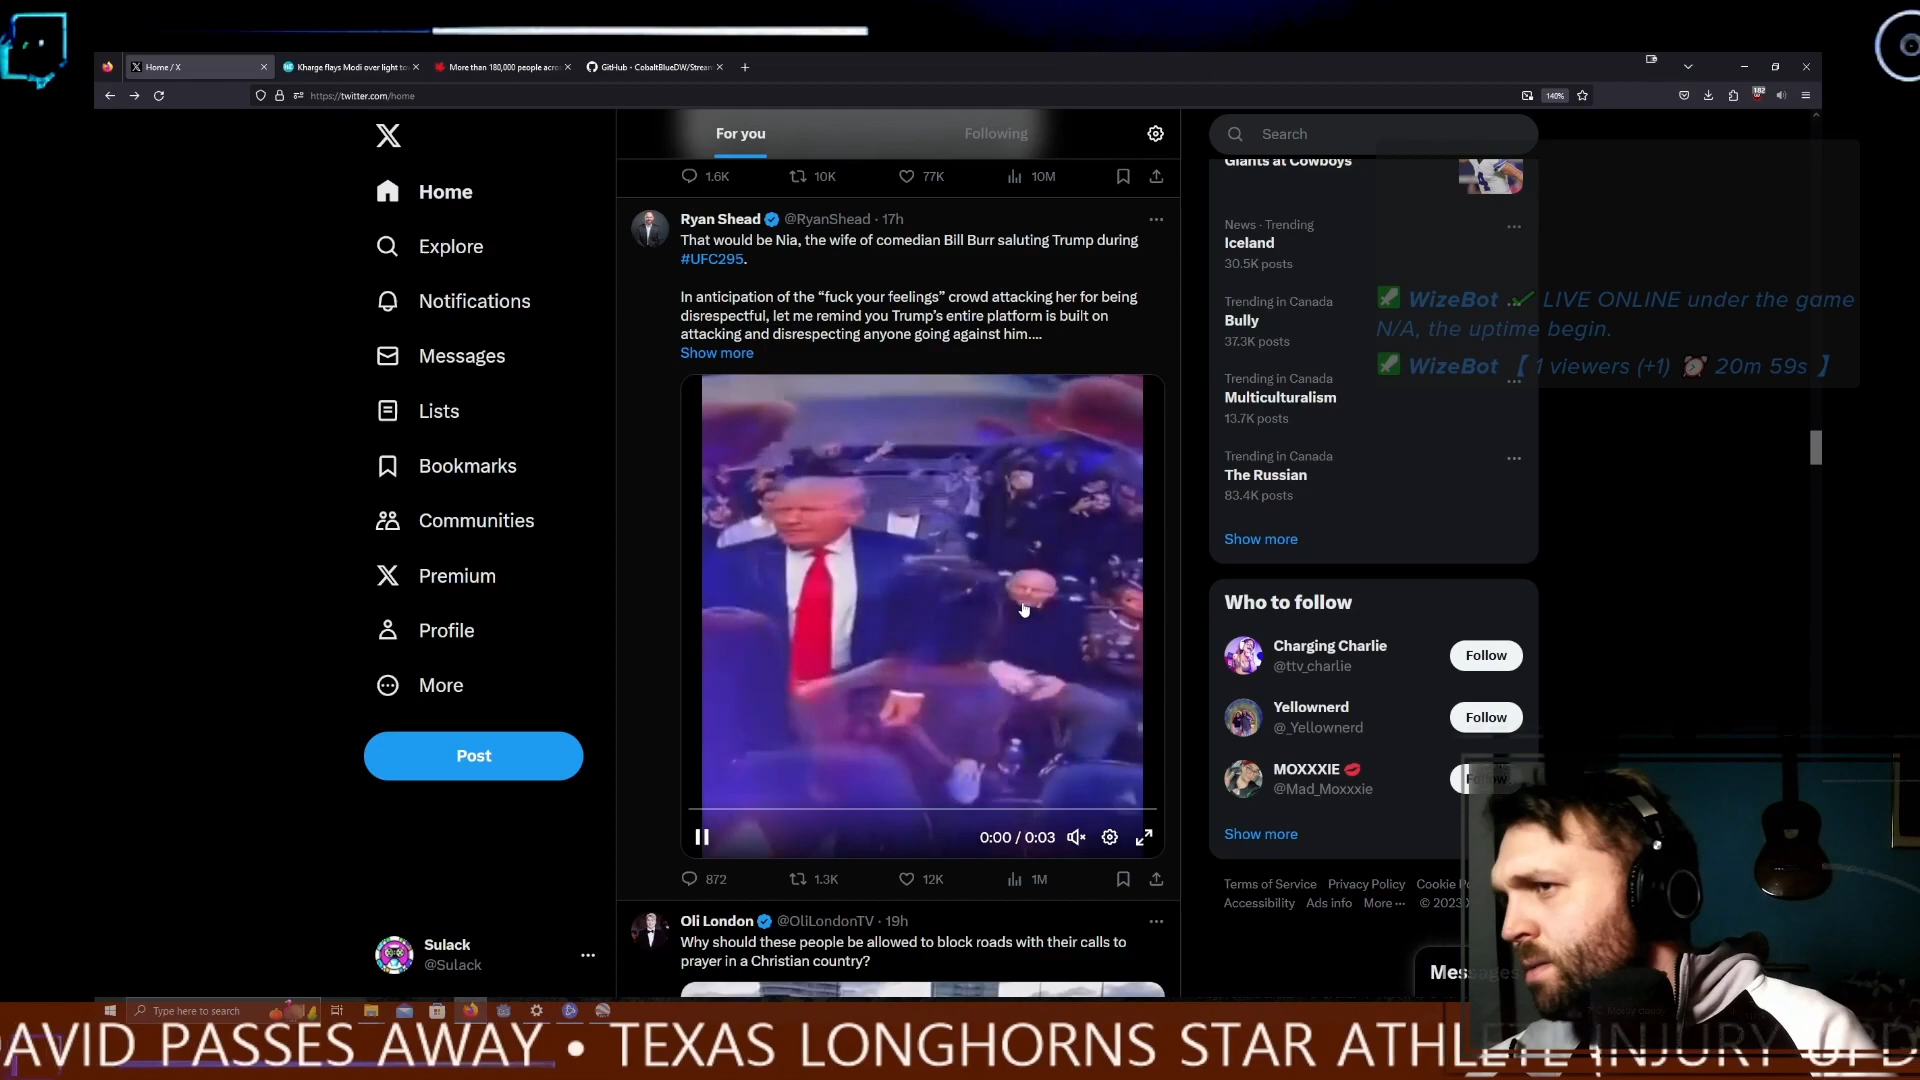 Home / X
Kharge flays Modi over light to
More than 180,000 people acro
GitHub - CobaltBlueDW/Strean
https://twitter.com/home
140%
182
Home
Explore
Notifications
Messages
Lists
Bookmarks
Communities
Premium
Profile
More
Post
Sulack
@Sulack
For you
Following
1.6K
10K
77K
10M
Ryan Shead @RyanShead · 17h
That would be Nia, the wife of comedian Bill Burr saluting Trump during
#UFC295.
In anticipation of the “fuck your feelings” crowd attacking her for being
disrespectful, let me remind you Trump's entire platform is built on
attacking and disrespecting anyone going against him....
Show more
0:00 / 0:03
872
1.3K
12K
1M
Oli London @OliLondonTV · 19h
Why should these people be allowed to block roads with their calls to
prayer in a Christian country?
Search
Giants at Cowboys
News · Trending
Iceland
30.5K posts
Trending in Canada
Bully
37.3K posts
Trending in Canada
Multiculturalism
13.7K posts
Trending in Canada
The Russian
83.4K posts
Show more
WizeBot ✔ LIVE ONLINE under the game
N/A, the uptime begin.
WizeBot 【 1 viewers (+1) ⏰ 20m 59s 】
Who to follow
Charging Charlie
@ttv_charlie
Follow
Yellownerd
@_Yellownerd
Follow
MOXXXIE 💋
@Mad_Moxxxie
Follow
Show more
Terms of Service Privacy Policy Cookie Po
Accessibility Ads info More ··· © 2023
Messages
Type here to search
AVID PASSES AWAY • TEXAS LONGHORNS STAR ATHLETE INJURY UPD